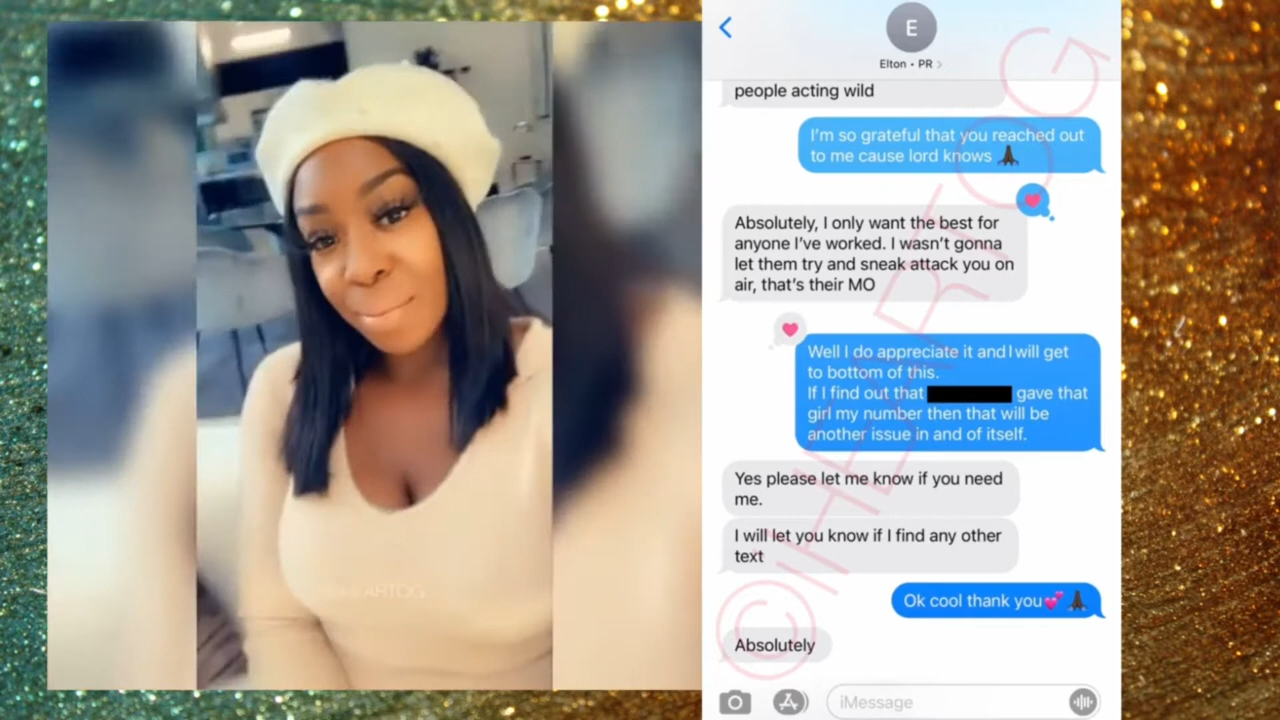 E
Elton • PR >
people acting wild
I'm so grateful that you reached out
to me cause lord knows 🙏🏿
Absolutely, I only want the best for
anyone I've worked. I wasn't gonna
let them try and sneak attack you on
air, that's their MO
Well I do appreciate it and I will get
to bottom of this.
If I find out that gave that
girl my number then that will be
another issue in and of itself.
Yes please let me know if you need
me.
I will let you know if I find any other
text
Ok cool thank you💕🙏🏿
Absolutely
iMessage